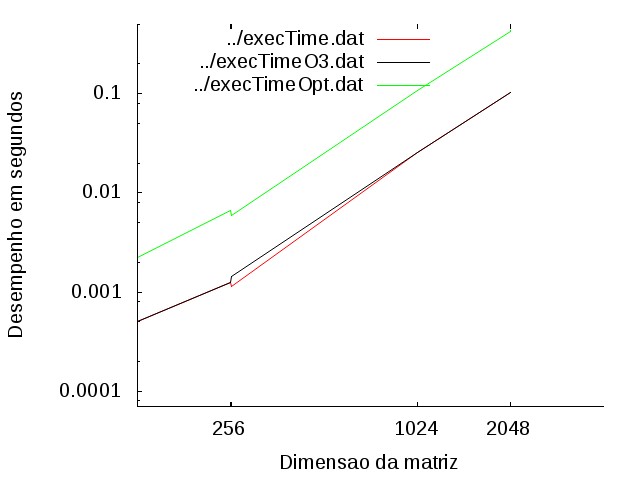 ../execTime.dat
../execTimeO3.dat
../execTimeOpt.dat
0.1
0.01
0.001
0.0001
Desempenho em segundos
256
1024
2048
Dimensao da matriz